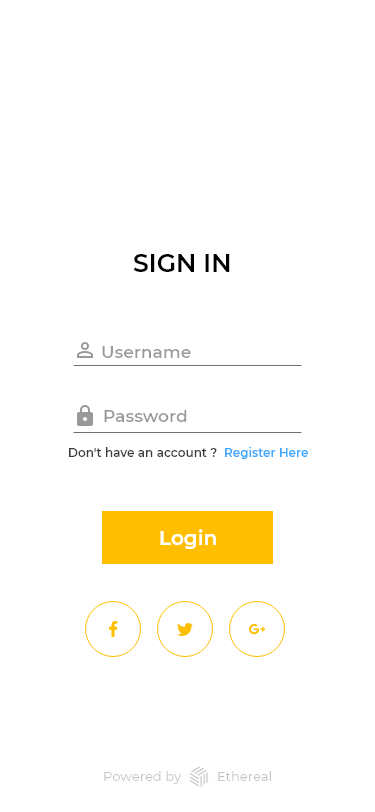 SIGN IN
Username
Password
Don't have an account ? Register Here
Login
Powered by Ethereal